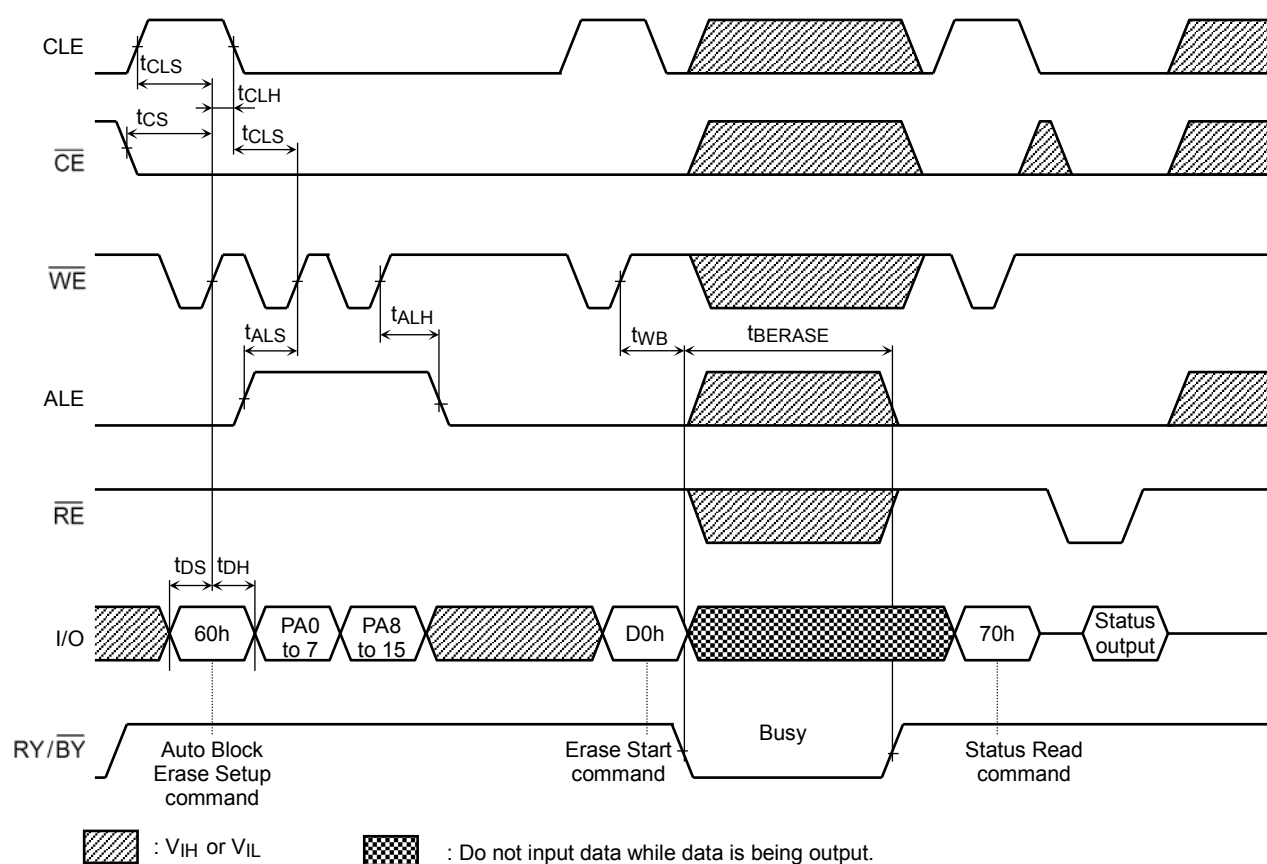 CLE
tCLS
tCLH
tCS
tCLS
CE
WE
tALH
tALS
tWB
tBERASE
ALE
RE
tDS
tDH
I/O
60h
PA0
to 7
PA8
to 15
D0h
70h
Status
output
RY/BY
Busy
Auto Block
Erase Setup
command
Erase Start
command
Status Read
command
: VIH or VIL
: Do not input data while data is being output.